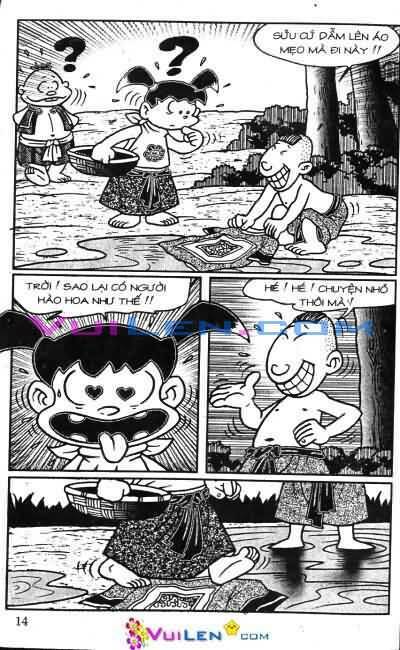 ?
?
SỬU CỨ DẪM LÊN ÁO
MẸO MÀ ĐI NÀY !!
TRỜI ! SAO LẠI CÓ NGƯỜI
HÀO HOA NHƯ THẾ !!
HÉ ! HÉ ! CHUYỆN NHỎ
THÔI MÀ !
VUILEN.COM
14
VUILEN.COM